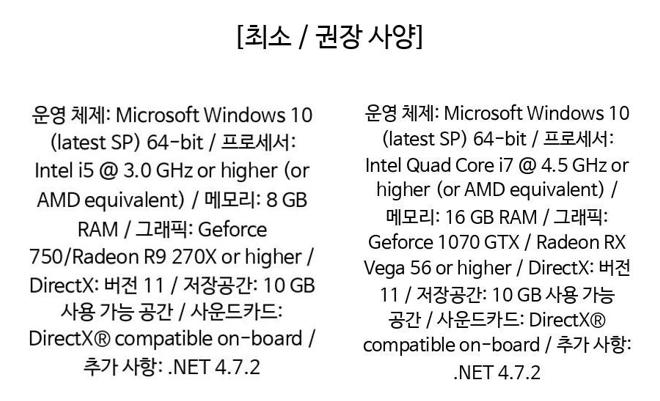 [최소 / 권장 사양]
운영 체제: Microsoft Windows 10
(latest SP) 64-bit / 프로세서:
Intel i5 @ 3.0 GHz or higher (or
AMD equivalent) / 메모리: 8 GB
RAM / 그래픽: Geforce
750/Radeon R9 270X or higher /
DirectX: 버전 11 / 저장공간: 10 GB
사용 가능 공간 / 사운드카드:
DirectX® compatible on-board /
추가 사항: .NET 4.7.2
운영 체제: Microsoft Windows 10
(latest SP) 64-bit / 프로세서:
Intel Quad Core i7 @ 4.5 GHz or
higher (or AMD equivalent) /
메모리: 16 GB RAM / 그래픽:
Geforce 1070 GTX / Radeon RX
Vega 56 or higher / DirectX: 버전
11 / 저장공간: 10 GB 사용 가능
공간 / 사운드카드: DirectX®
compatible on-board / 추가 사항:
.NET 4.7.2